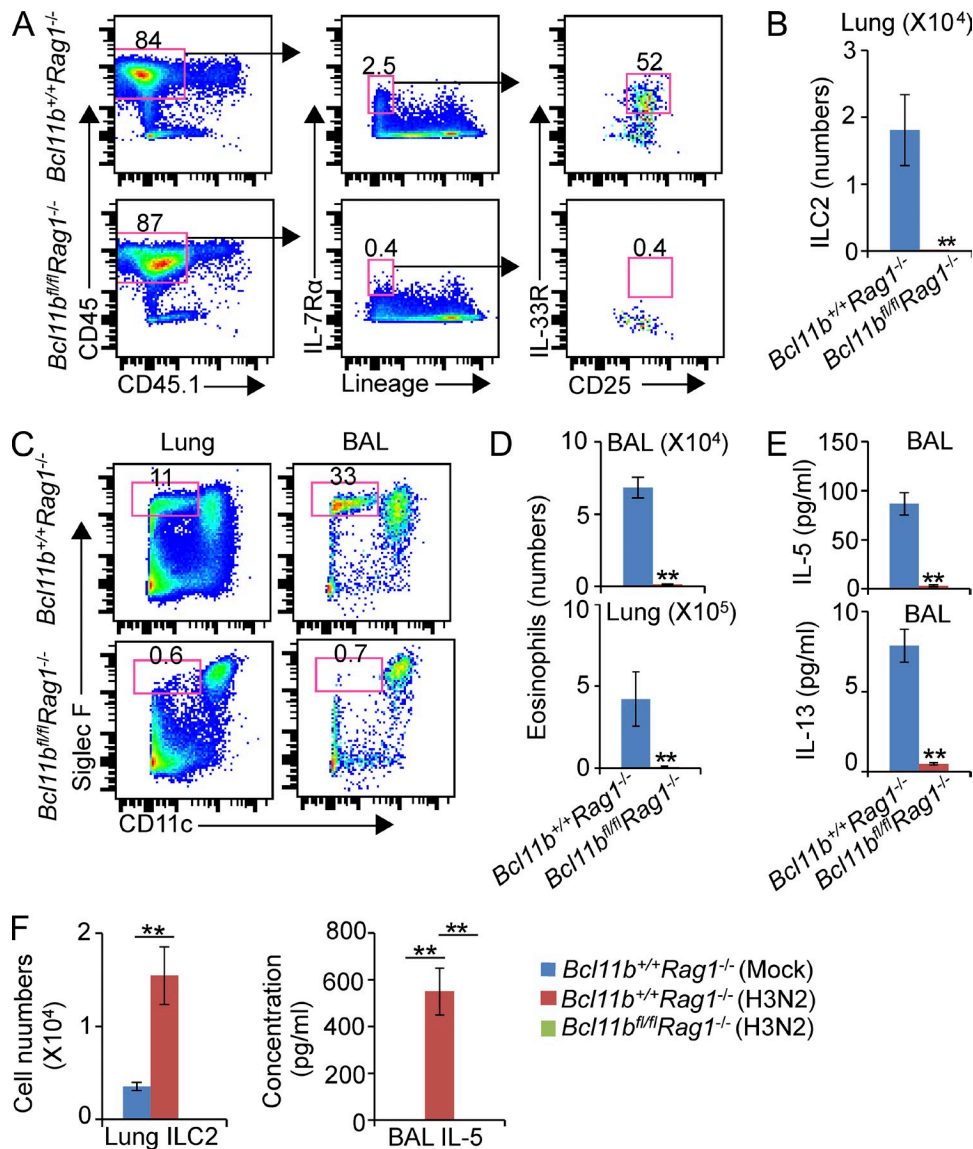 A
Bcl11b+/+Rag1-/-
84
2.5
52
Bcl11bfl/flRag1-/-
87
0.4
0.4
CD45
IL-7Rα
IL-33R
CD45.1
Lineage
CD25
B
Lung (X10⁴)
ILC2 (numbers)
3
2
1
0
**
Bcl11b+/+Rag1-/-
Bcl11bfl/flRag1-/-
C
Lung
BAL
Bcl11b+/+Rag1-/-
11
33
Bcl11bfl/flRag1-/-
0.6
0.7
Siglec F
CD11c
D
Eosinophils (numbers)
BAL (X10⁴)
10
5
0
**
Lung (X10⁵)
10
5
0
**
Bcl11b+/+Rag1-/-
Bcl11bfl/flRag1-/-
E
BAL
IL-5 (pg/ml)
150
100
50
0
**
BAL
IL-13 (pg/ml)
10
5
0
**
Bcl11b+/+Rag1-/-
Bcl11bfl/flRag1-/-
F
Cell numbers
(X10⁴)
2
1
0
**
Lung ILC2
Concentration
(pg/ml)
800
600
400
200
0
**
**
BAL IL-5
Bcl11b+/+Rag1-/- (Mock)
Bcl11b+/+Rag1-/- (H3N2)
Bcl11bfl/flRag1-/- (H3N2)